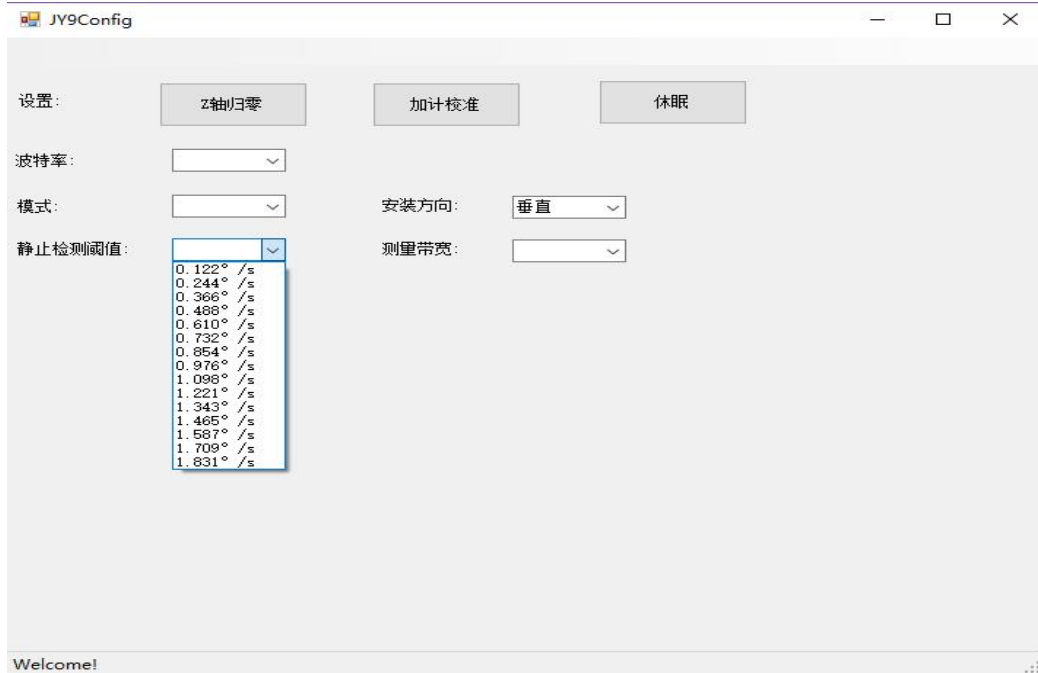 JY9Config
设置：
Z轴归零
加计校准
休眠
波特率：
模式：
安装方向：
垂直
静止检测阈值：
测量带宽：
0.122° /s
0.244° /s
0.366° /s
0.488° /s
0.610° /s
0.732° /s
0.854° /s
0.976° /s
1.098° /s
1.221° /s
1.343° /s
1.465° /s
1.587° /s
1.709° /s
1.831° /s
Welcome!